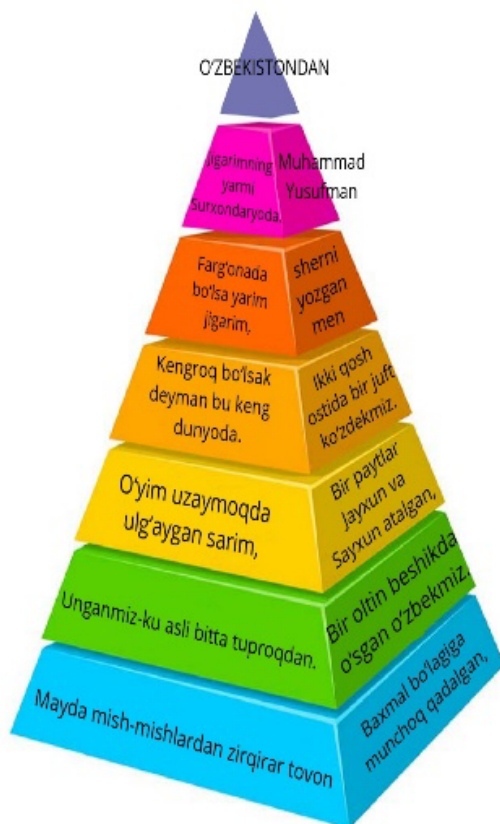 O'ZBEKISTONDAN
Jigarimning
yarmi
Surxondaryoda.
Muhammad
Yusufman
Farg'onada
bo'lsa yarim
jigarim,
sherni
yozgan
men
Kengroq bo'lsak
deyman bu keng
dunyoda.
Ikki qosh
ostida bir juft
ko'zdekmiz.
O'yim uzaymoqda
ulg'aygan sarim,
Bir paytlar
Jayxun va
Sayxun atalgan,
Unganmiz-ku asli bitta tuproqdan.
Bir oltin beshikda
o'sgan o'zbekmiz.
Mayda mish-mishlardan zirqirar tovon
Baxmal bo'lagiga
munchoq qadalgan,